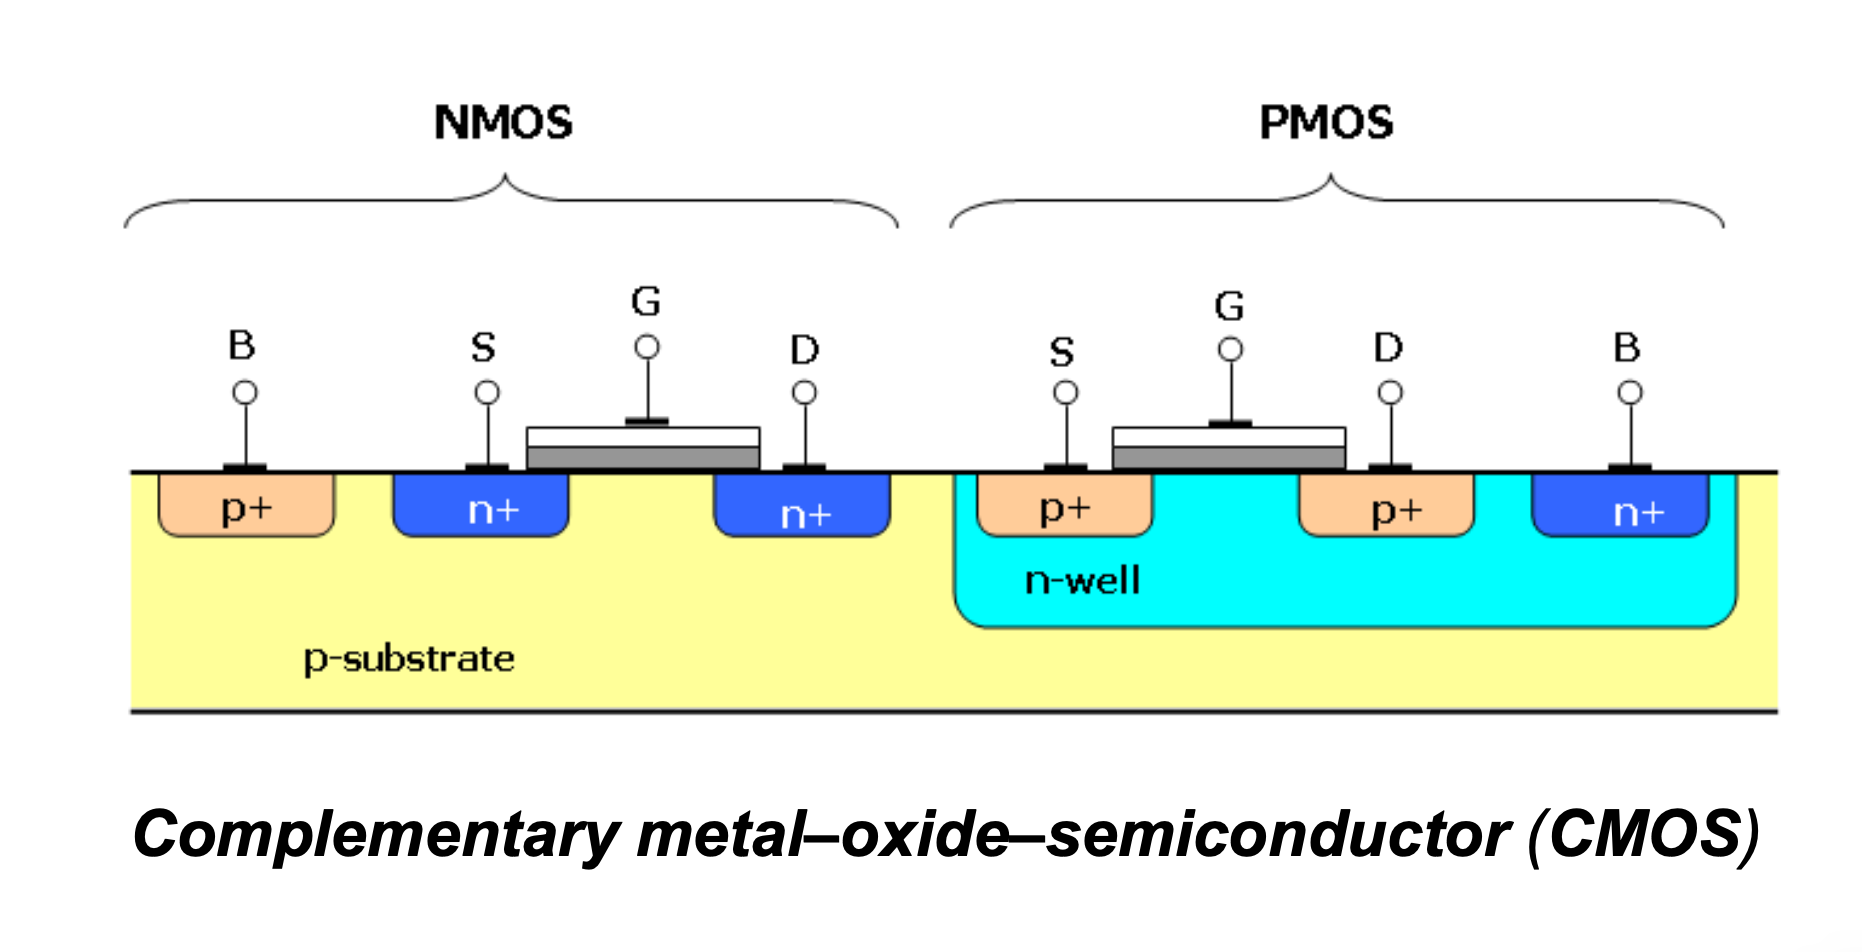 NMOS
PMOS
B
S
G
D
S
G
D
B
p+
n+
n+
p+
p+
n+
n-well
p-substrate
Complementary metal–oxide–semiconductor (CMOS)